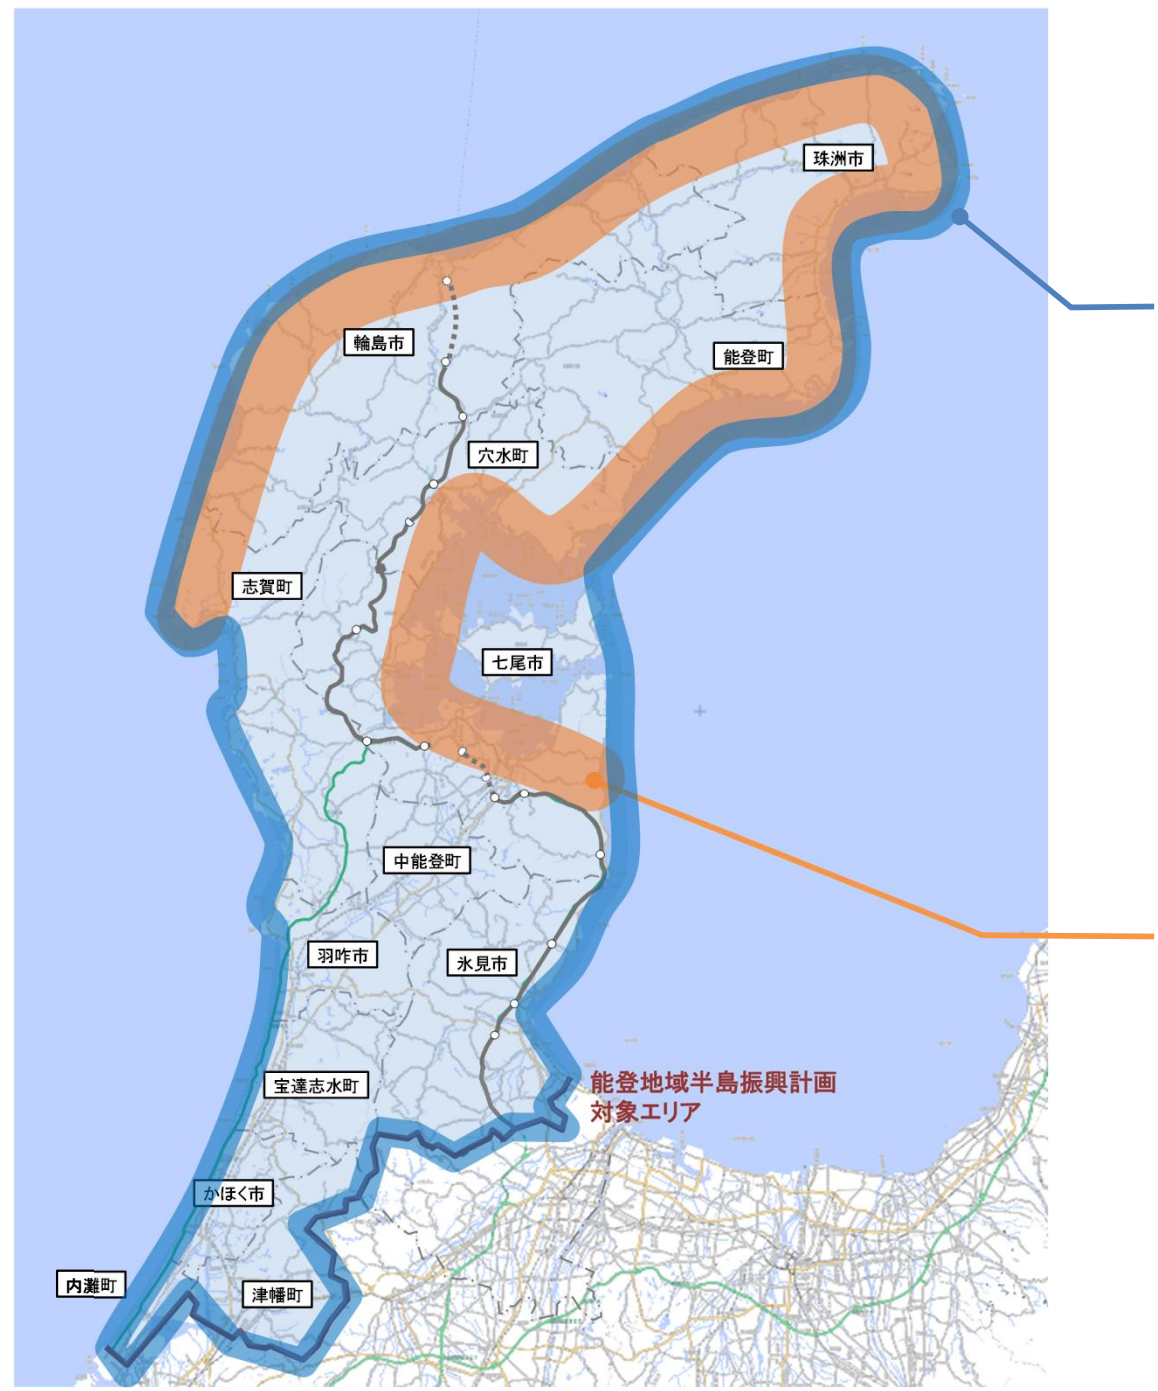 珠洲市
輪島市
能登町
穴水町
志賀町
七尾市
中能登町
羽咋市
氷見市
宝達志水町
能登地域半島振興計画
対象エリア
かほく市
内灘町
津幡町